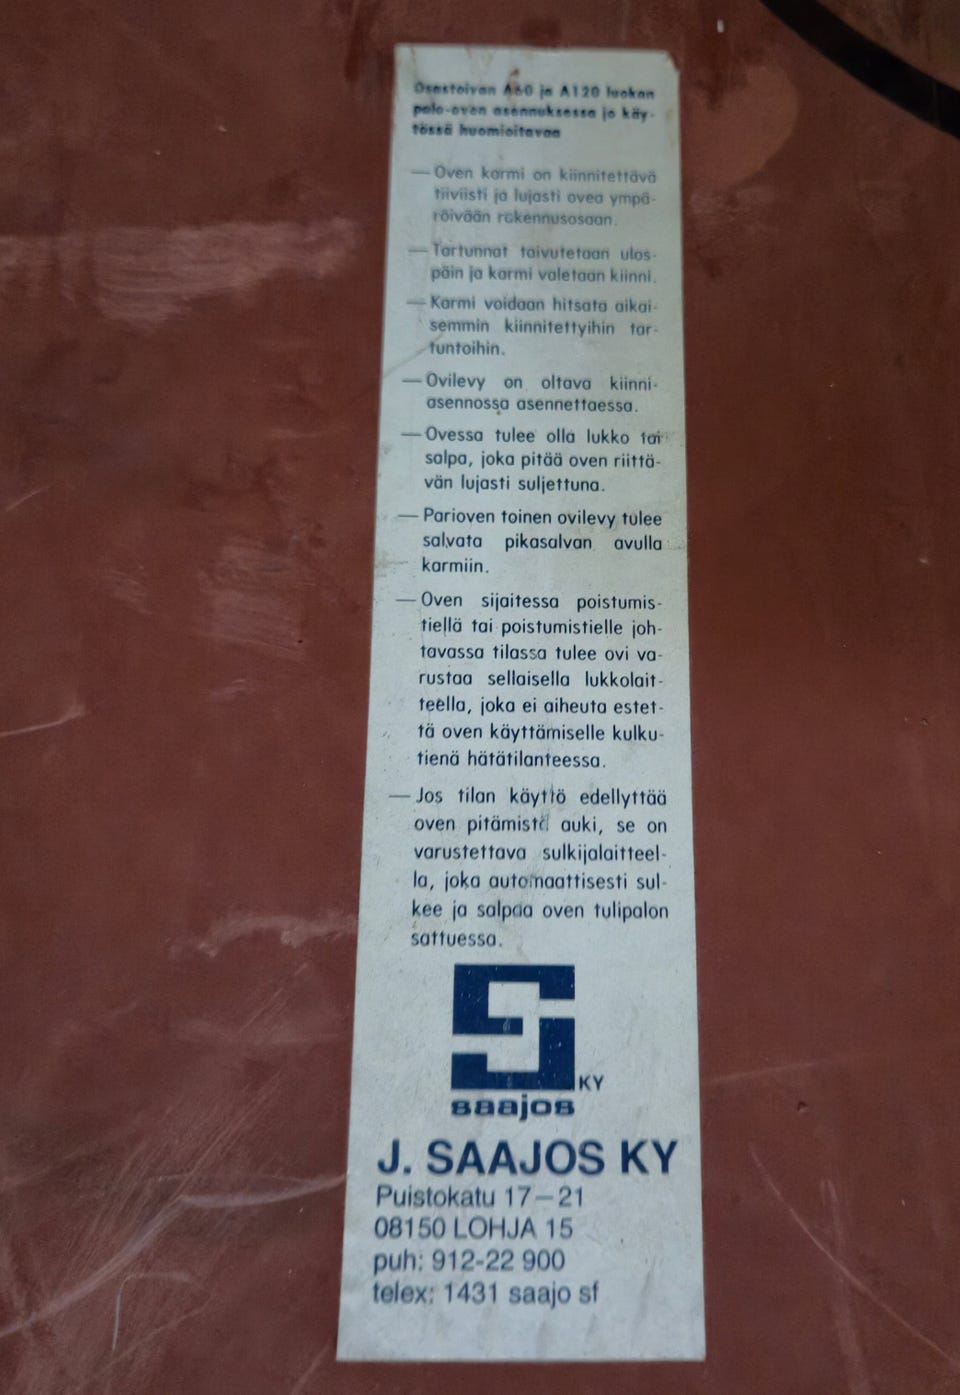 Osastoivan A60 ja A120 luokan
palo-oven asennuksessa ja käy-
tössä huomioitavaa
— Oven karmi on kiinnitettävä
tiiviisti ja lujasti ovea ympä-
röivään rakennusosaan.
— Tartunnat taivutetaan ulos-
päin ja karmi valetaan kiinni.
— Karmi voidaan hitsata aikai-
semmin kiinnitettyihin tar-
tuntoihin.
— Ovilevy on oltava kiinni-
asennossa asennettaessa.
— Ovessa tulee olla lukko tai
salpa, joka pitää oven riittä-
vän lujasti suljettuna.
— Parioven toinen ovilevy tulee
salvata pikasalvan avulla
karmiin.
— Oven sijaitessa poistumis-
tiellä tai poistumistielle joh-
tavassa tilassa tulee ovi va-
rustaa sellaisella lukkolait-
teella, joka ei aiheuta estet-
tä oven käyttämiselle kulku-
tienä hätätilanteessa.
— Jos tilan käyttö edellyttää
oven pitämistä auki, se on
varustettava sulkijalaitteel-
la, joka automaattisesti sul-
kee ja salpaa oven tulipalon
sattuessa.
SJ KY
saajos
J. SAAJOS KY
Puistokatu 17–21
08150 LOHJA 15
puh: 912-22 900
telex: 1431 saajo sf